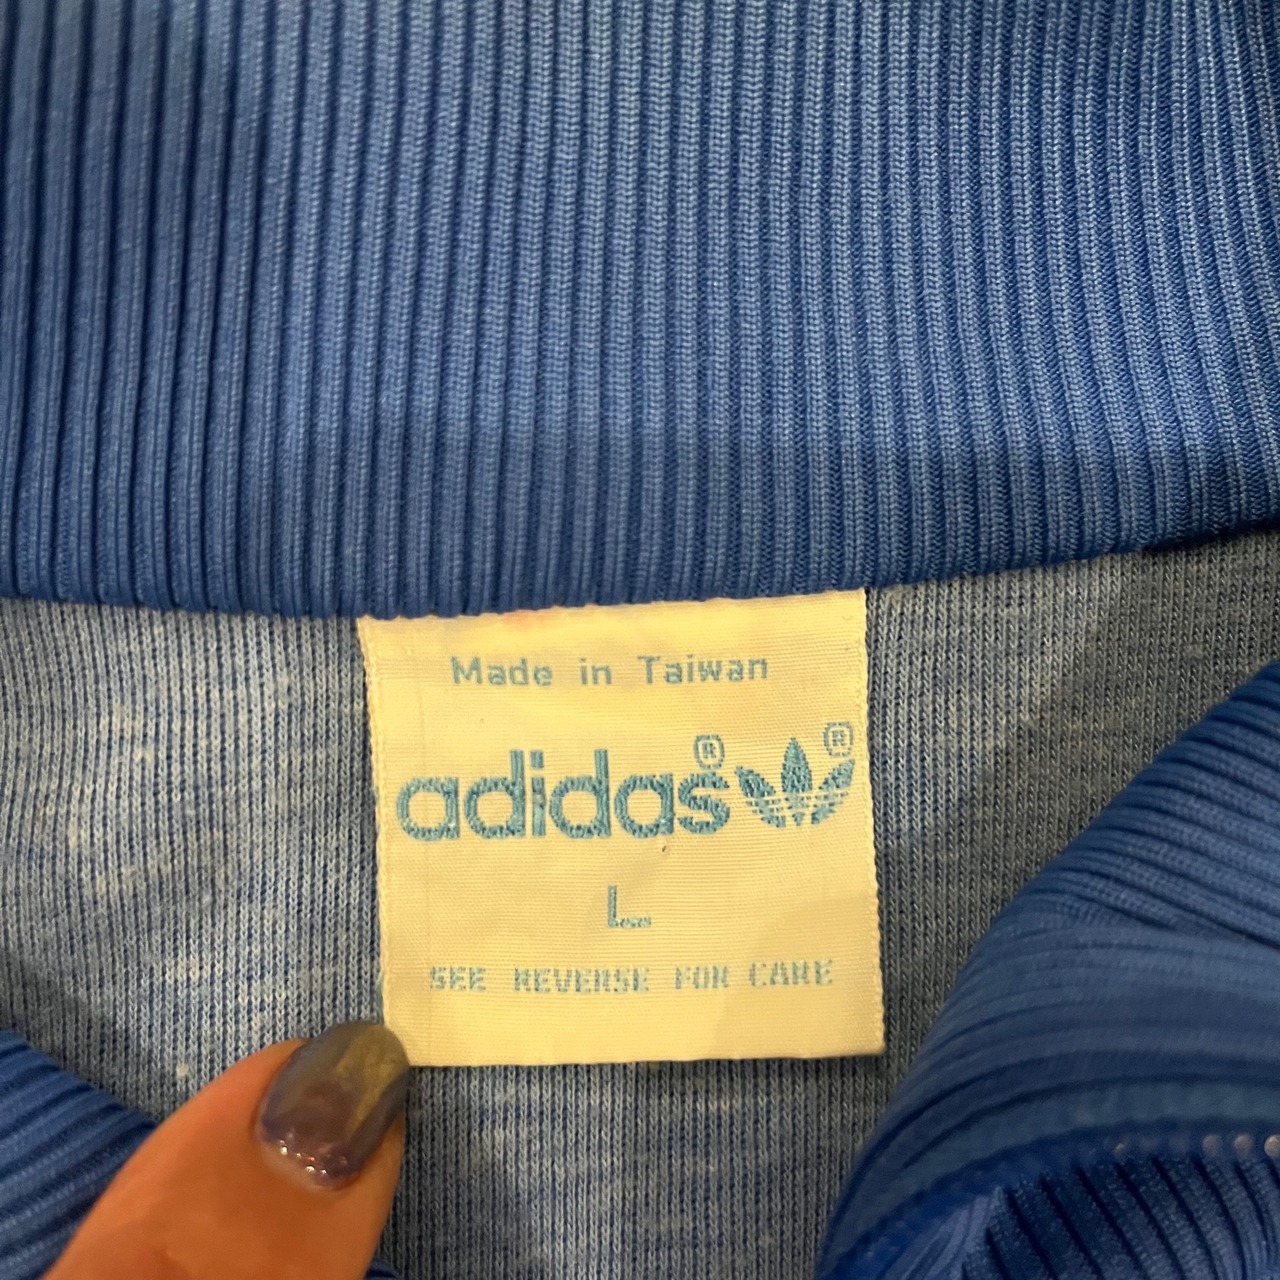 Made in Taiwan
adidas® ®
L
SEE REVERSE FOR CARE